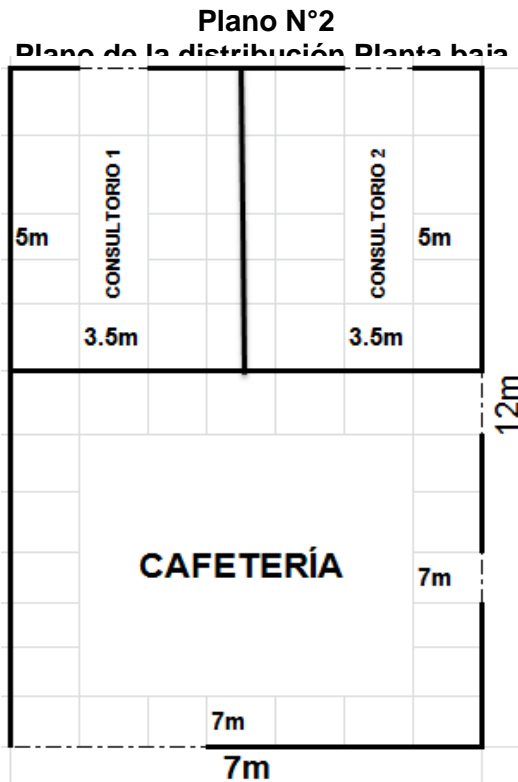 Plano N°2
Plano de la distribución Planta baja
CONSULTORIO 1
CONSULTORIO 2
5m
5m
3.5m
3.5m
12m
CAFETERÍA
7m
7m
7m